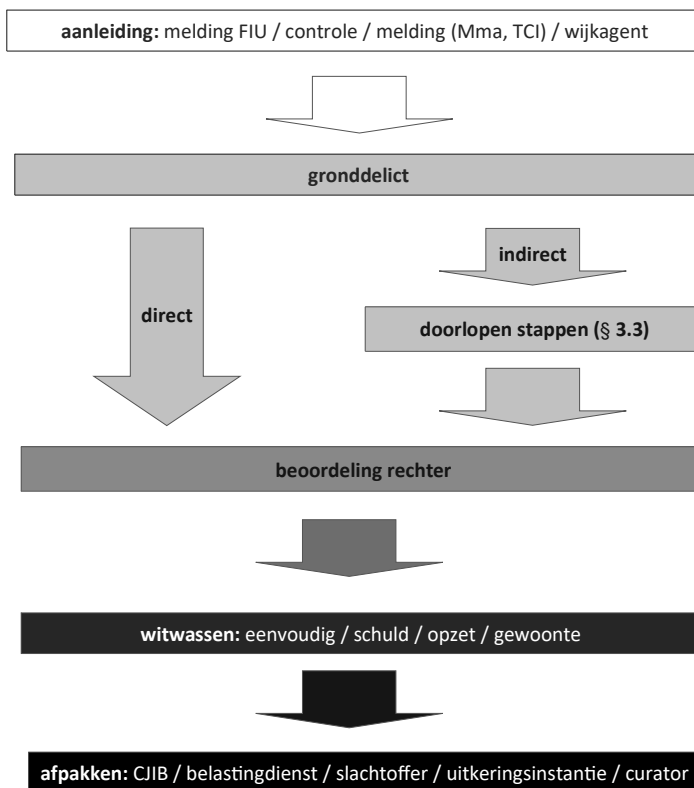 aanleiding: melding FIU / controle / melding (Mma, TCI) / wijkagent
gronddelict
indirect
direct
doorlopen stappen (§ 3.3)
beoordeling rechter
witwassen: eenvoudig / schuld / opzet / gewoonte
afpakken: CJIB / belastingdienst / slachtoffer / uitkeringsinstantie / curator